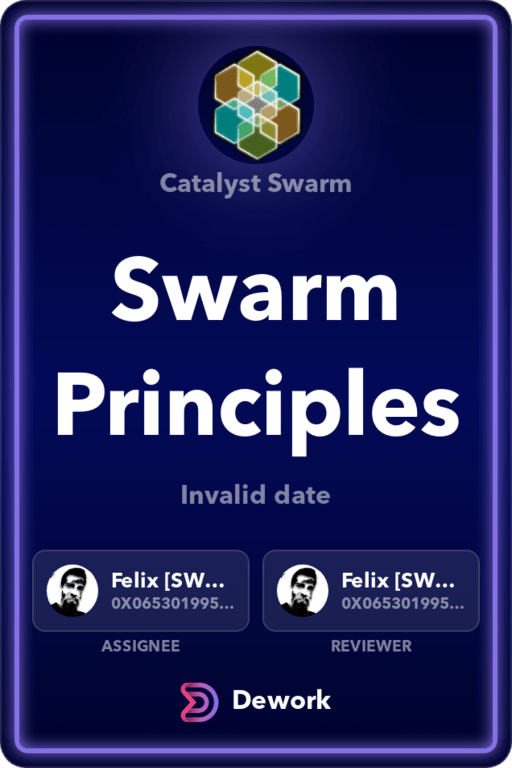 Catalyst Swarm
Swarm
Principles
Invalid date
Felix [SW... Felix [SW...
0X065301995... 0X065301995...
ASSIGNEE REVIEWER
Dework